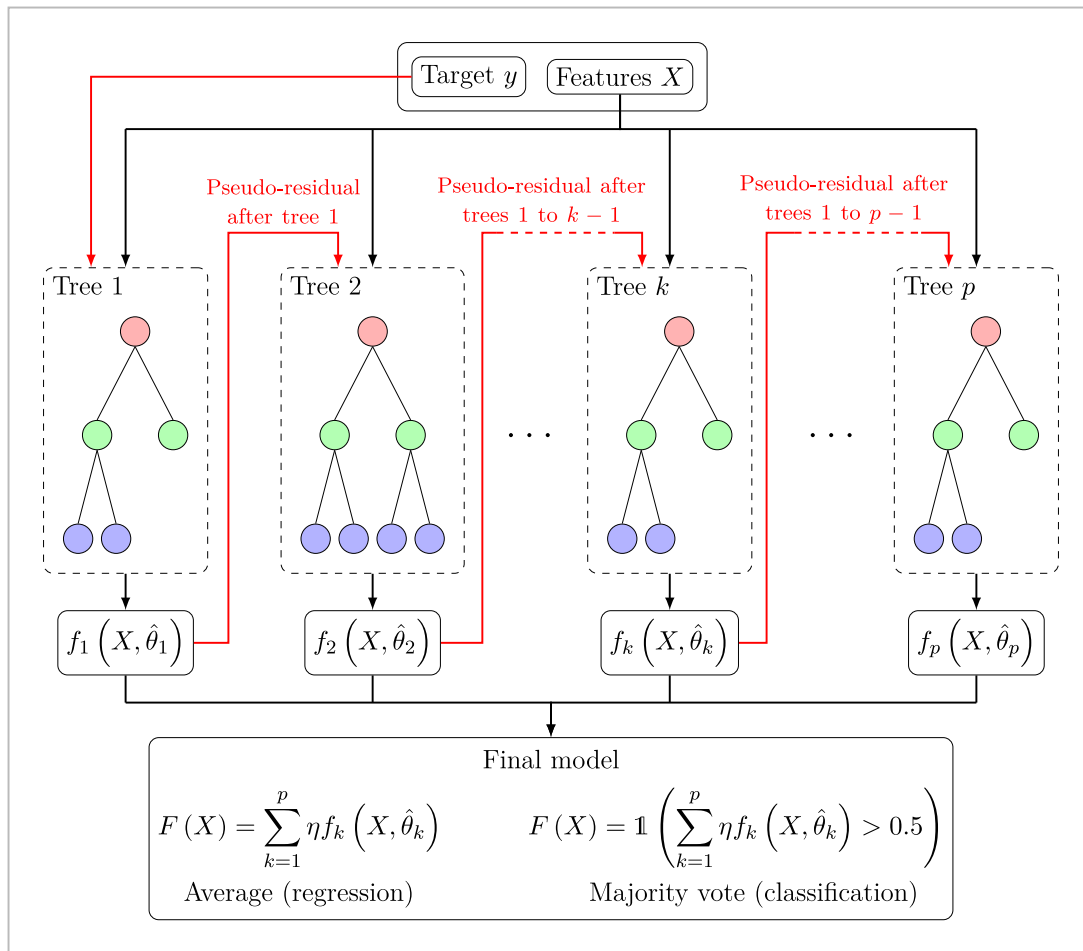 Target y
Features X
Pseudo-residual
after tree 1
Pseudo-residual after
trees 1 to k − 1
Pseudo-residual after
trees 1 to p − 1
Tree 1
Tree 2
Tree k
Tree p
. . .
. . .
f₁ (X, θ̂₁)
f₂ (X, θ̂₂)
fₖ (X, θ̂ₖ)
fₚ (X, θ̂ₚ)
Final model
F (X) = ∑ₖ₌₁ᵖ ηfₖ (X, θ̂ₖ)
F (X) = 𝟙 (∑ₖ₌₁ᵖ ηfₖ (X, θ̂ₖ) > 0.5)
Average (regression)
Majority vote (classification)